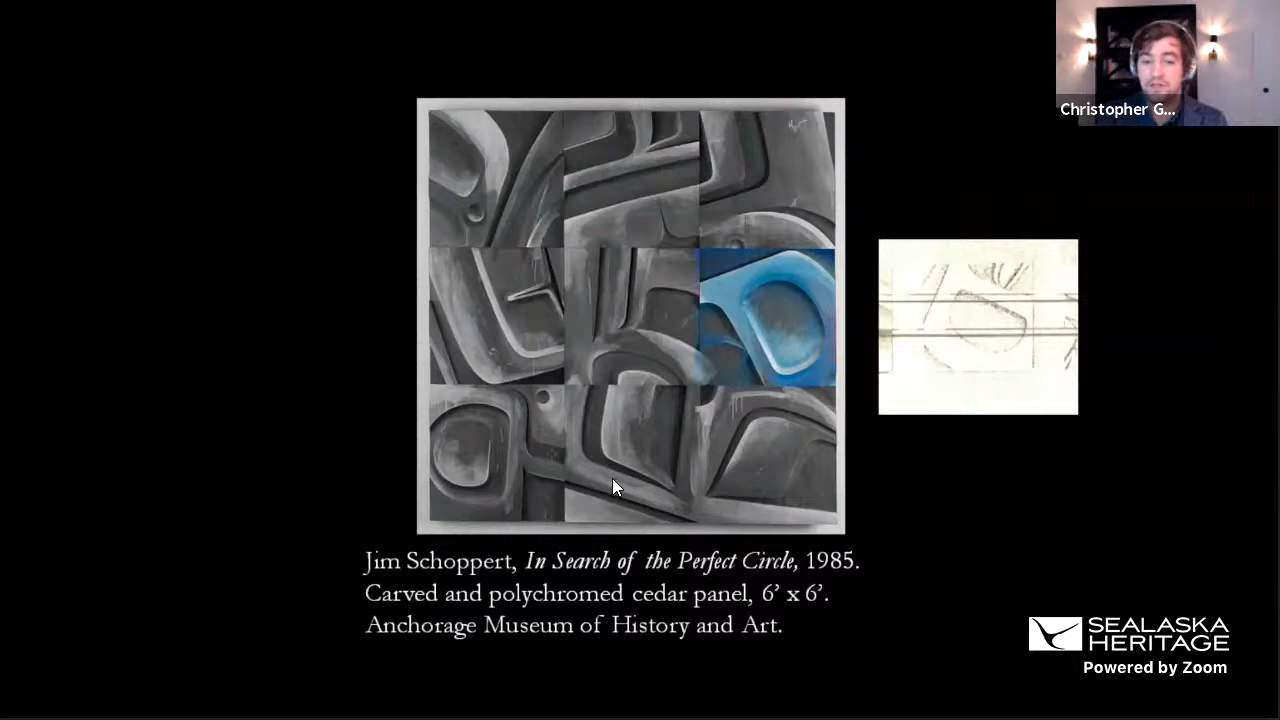 Christopher G...
Jim Schoppert, In Search of the Perfect Circle, 1985.
Carved and polychromed cedar panel, 6’ x 6’.
Anchorage Museum of History and Art.
SEALASKA
HERITAGE
Powered by Zoom